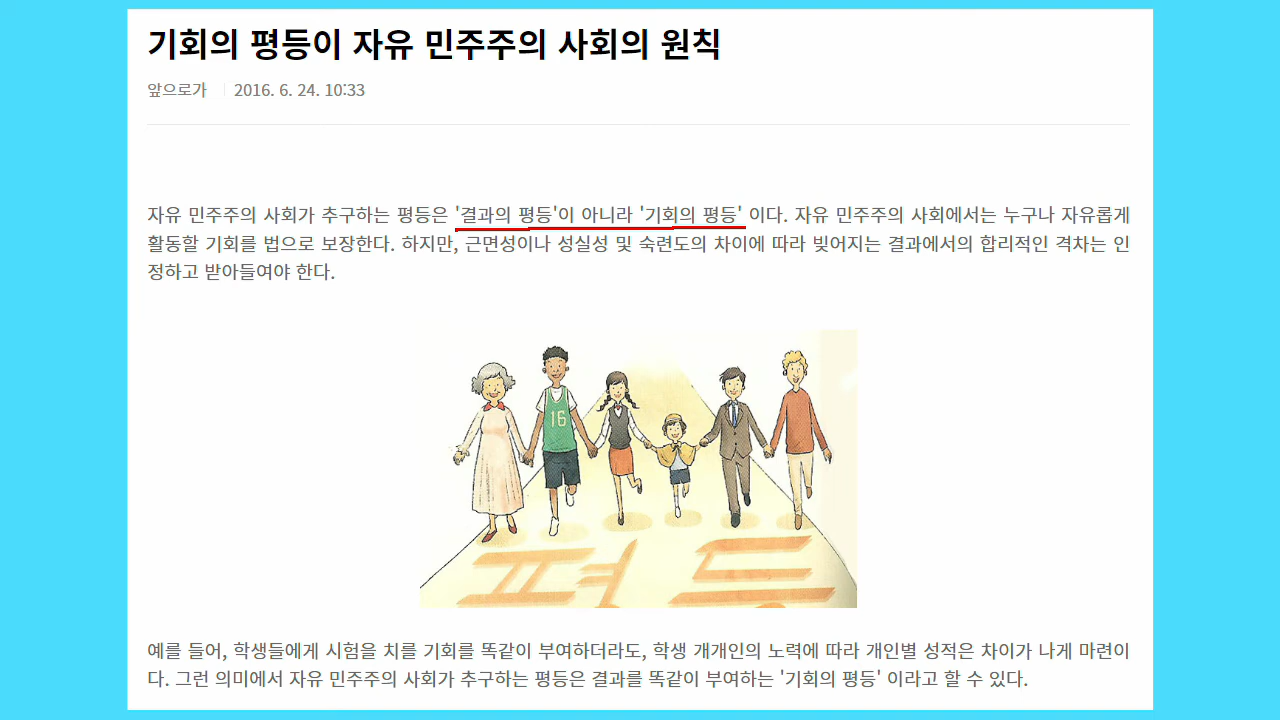 기회의 평등이 자유 민주주의 사회의 원칙
앞으로가 2016. 6. 24. 10:33
자유 민주주의 사회가 추구하는 평등은 '결과의 평등'이 아니라 '기회의 평등' 이다. 자유 민주주의 사회에서는 누구나 자유롭게
활동할 기회를 법으로 보장한다. 하지만, 근면성이나 성실성 및 숙련도의 차이에 따라 빚어지는 결과에서의 합리적인 격차는 인
정하고 받아들여야 한다.
16
평등
예를 들어, 학생들에게 시험을 치를 기회를 똑같이 부여하더라도, 학생 개개인의 노력에 따라 개인별 성적은 차이가 나게 마련이
다. 그런 의미에서 자유 민주주의 사회가 추구하는 평등은 결과를 똑같이 부여하는 '기회의 평등' 이라고 할 수 있다.